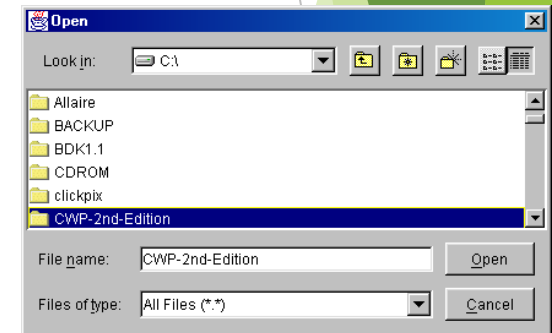 Open
Look in: C:\
Allaire
BACKUP
BDK1.1
CDROM
clickpix
CWP-2nd-Edition
File name: CWP-2nd-Edition Open
Files of type: All Files (*.*) Cancel